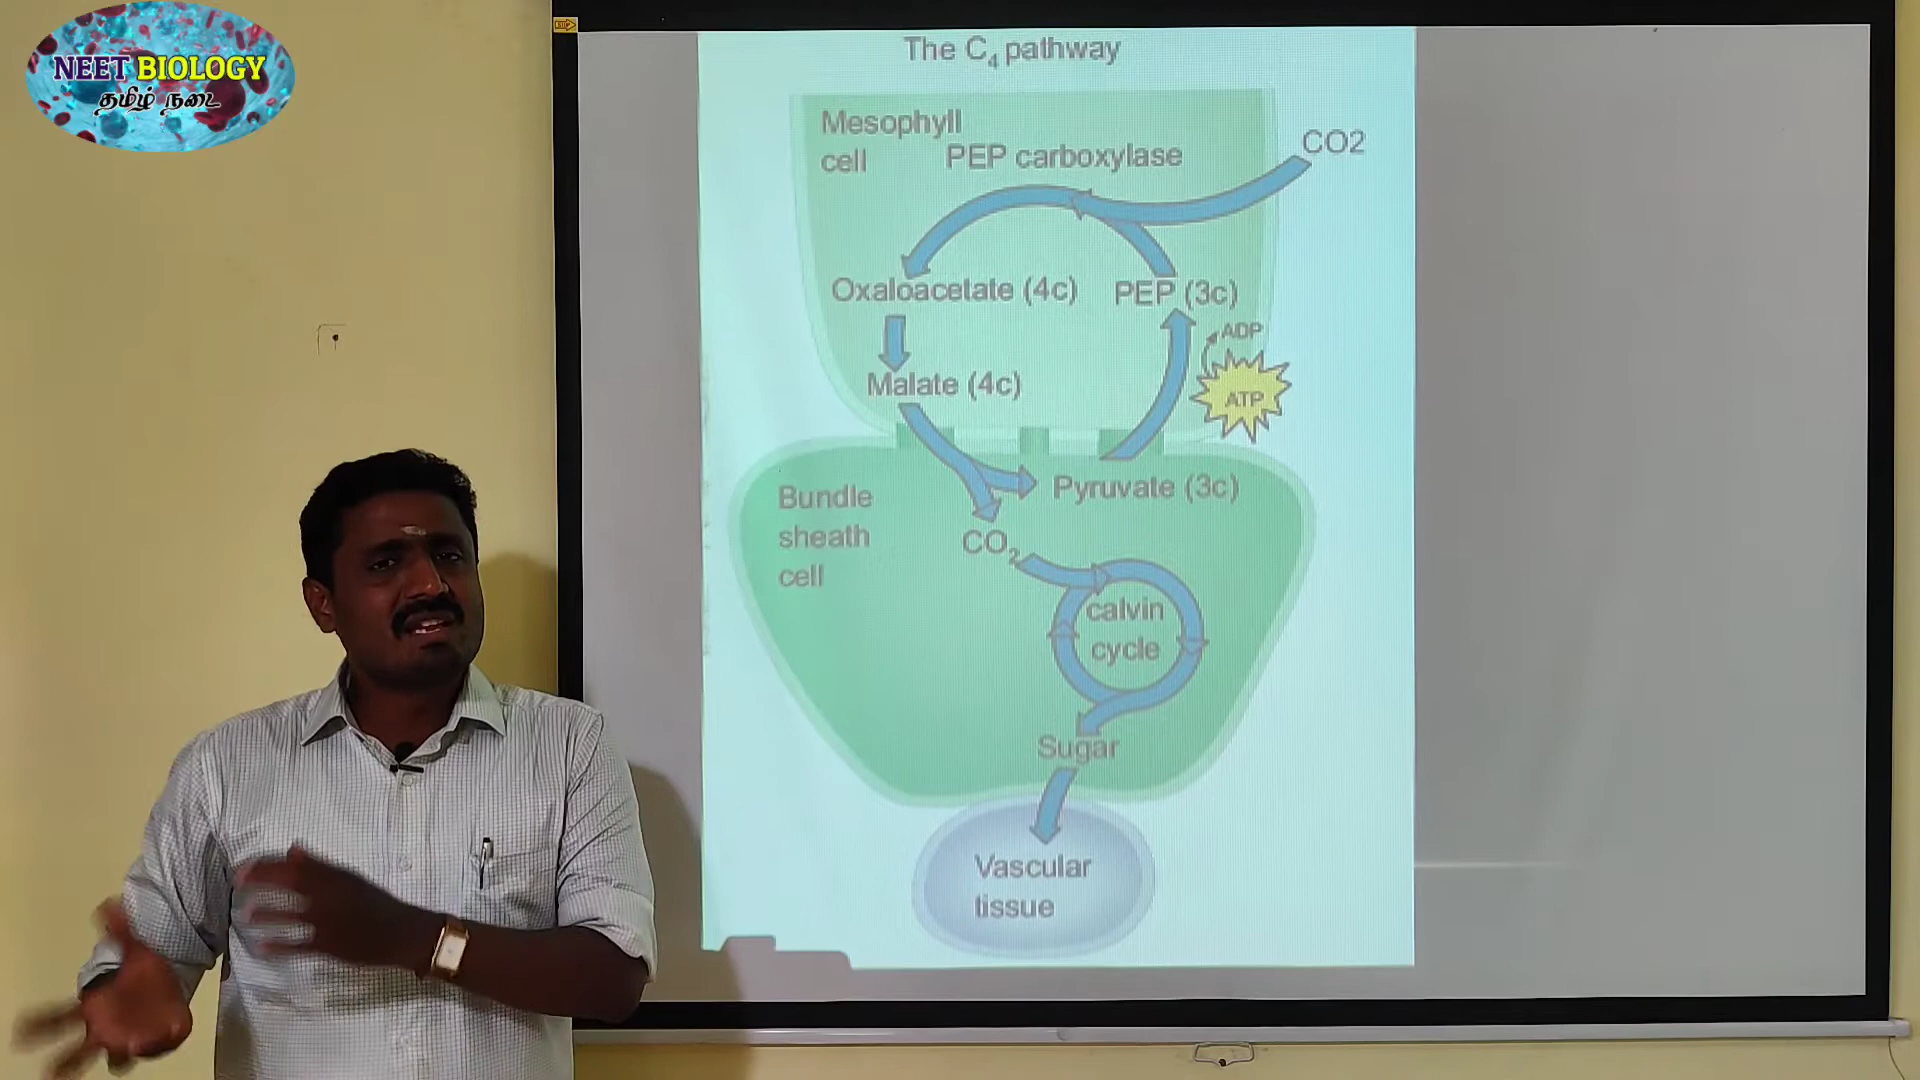 NEET BIOLOGY
தமிழ் நடை
The C₄ pathway
Mesophyll
cell
PEP carboxylase
CO2
Oxaloacetate (4c)
PEP (3c)
ADP
ATP
Malate (4c)
Bundle
sheath
cell
Pyruvate (3c)
CO₂
calvin
cycle
Sugar
Vascular
tissue